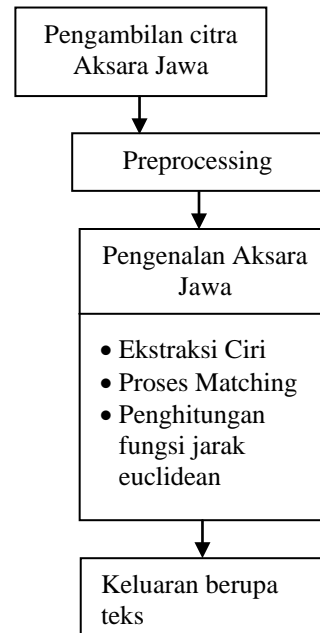 Pengambilan citra
Aksara Jawa
Preprocessing
Pengenalan Aksara
Jawa
• Ekstraksi Ciri
• Proses Matching
• Penghitungan
fungsi jarak
euclidean
Keluaran berupa
teks